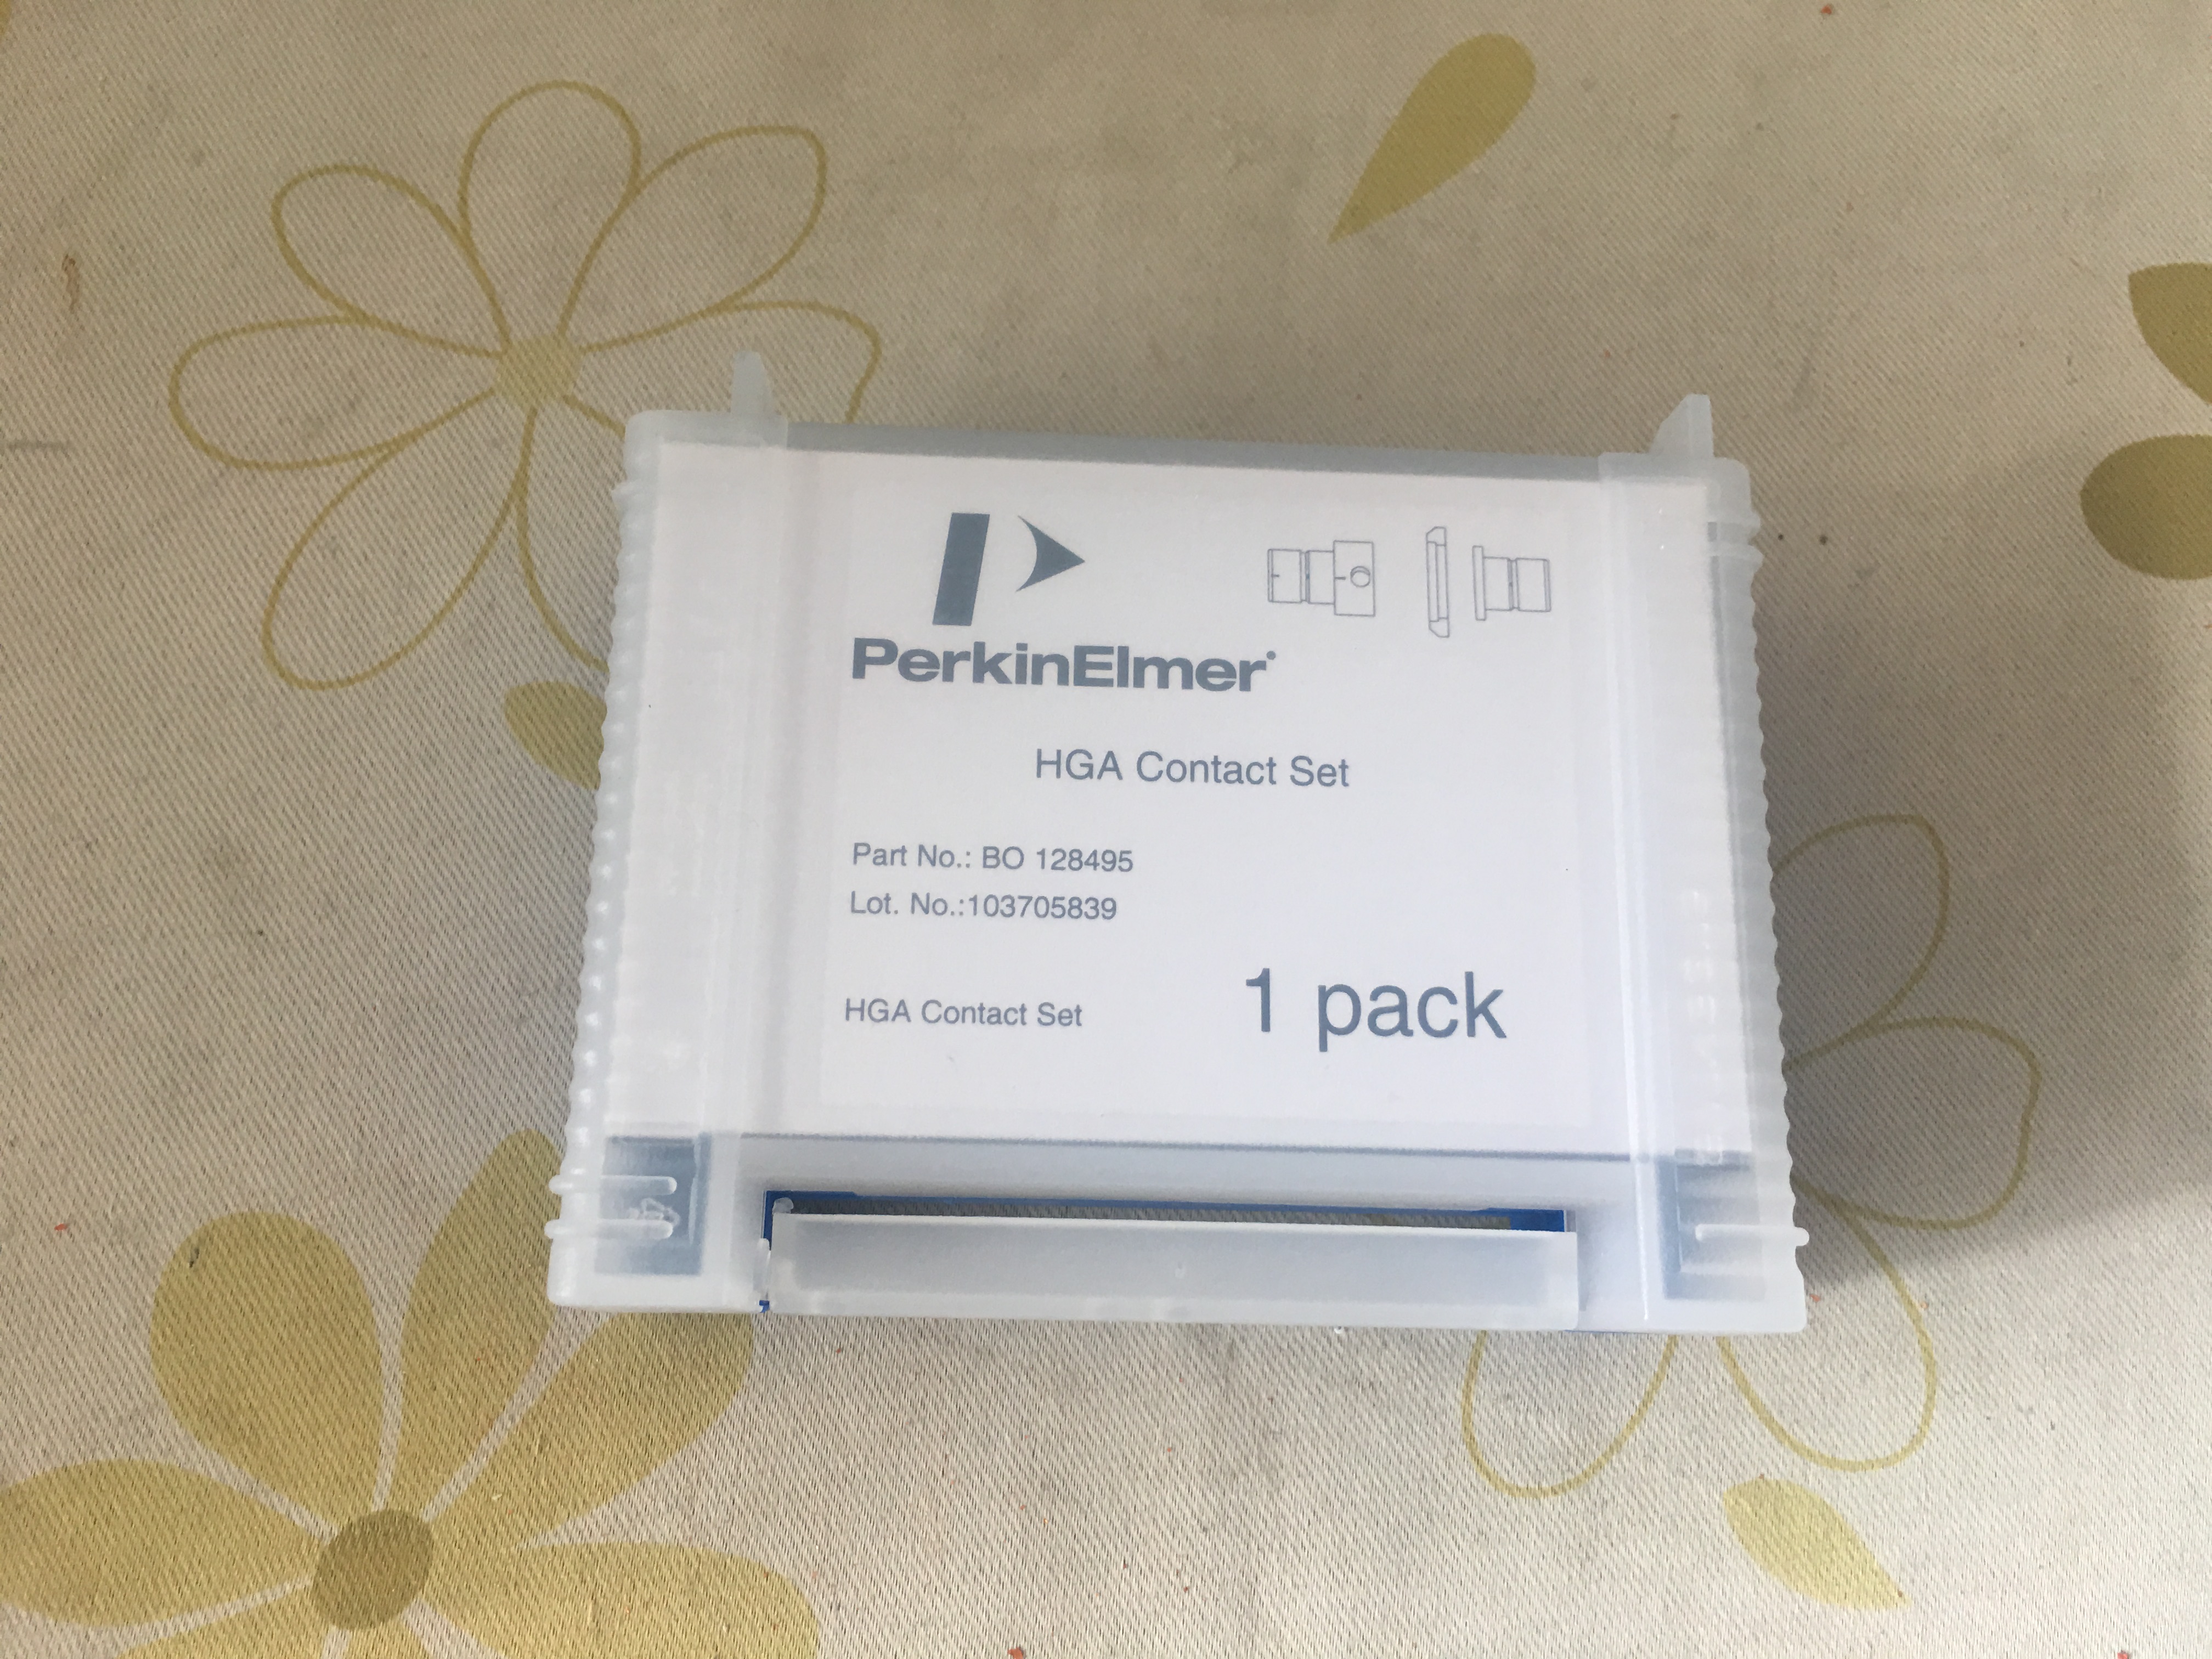 PerkinElmer
HGA Contact Set
Part No.: BO 128495
Lot. No.:103705839
HGA Contact Set
1 pack